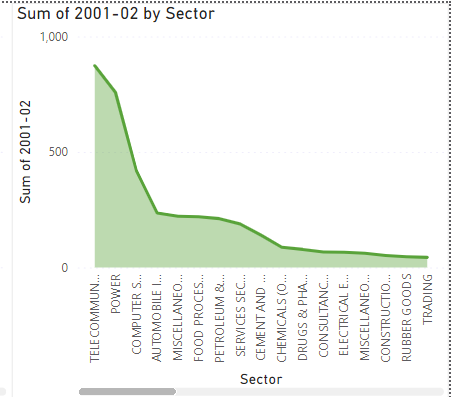 Sum of 2001-02 by Sector
1,000
500
0
Sum of 2001-02
TELECOMMUN...
POWER
COMPUTER S...
AUTOMOBILE I...
MISCELLANEO...
FOOD PROCES...
PETROLEUM &...
SERVICES SEC...
CEMENT AND ...
CHEMICALS (O...
DRUGS & PHA...
CONSULTANC...
ELECTRICAL E...
MISCELLANEO...
CONSTRUCTIO...
RUBBER GOODS
TRADING
Sector